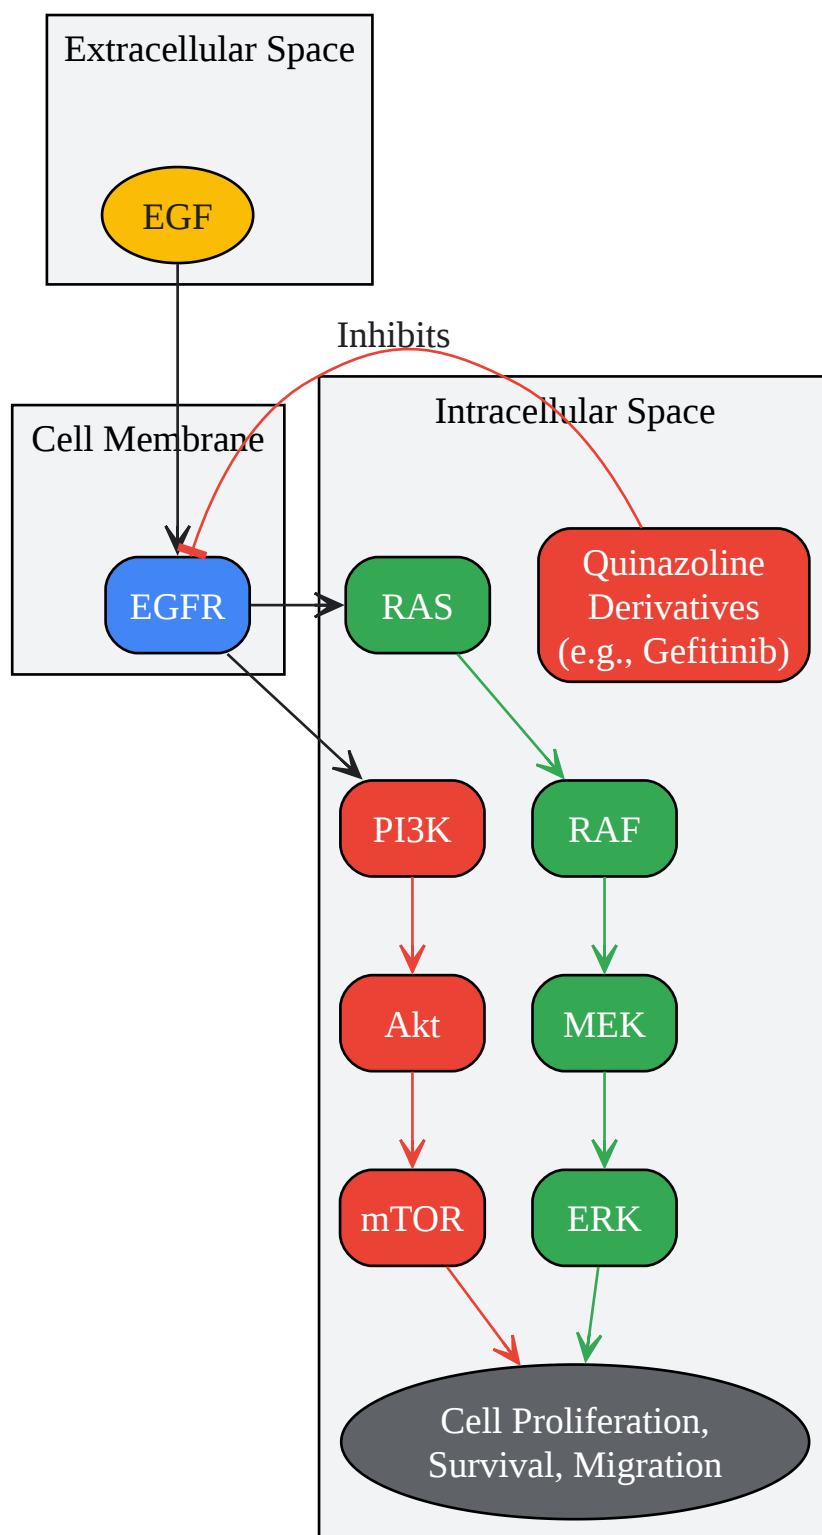 Extracellular Space
EGF
Inhibits
Cell Membrane
Intracellular Space
EGFR
RAS
Quinazoline
Derivatives
(e.g., Gefitinib)
PI3K
RAF
Akt
MEK
mTOR
ERK
Cell Proliferation,
Survival, Migration